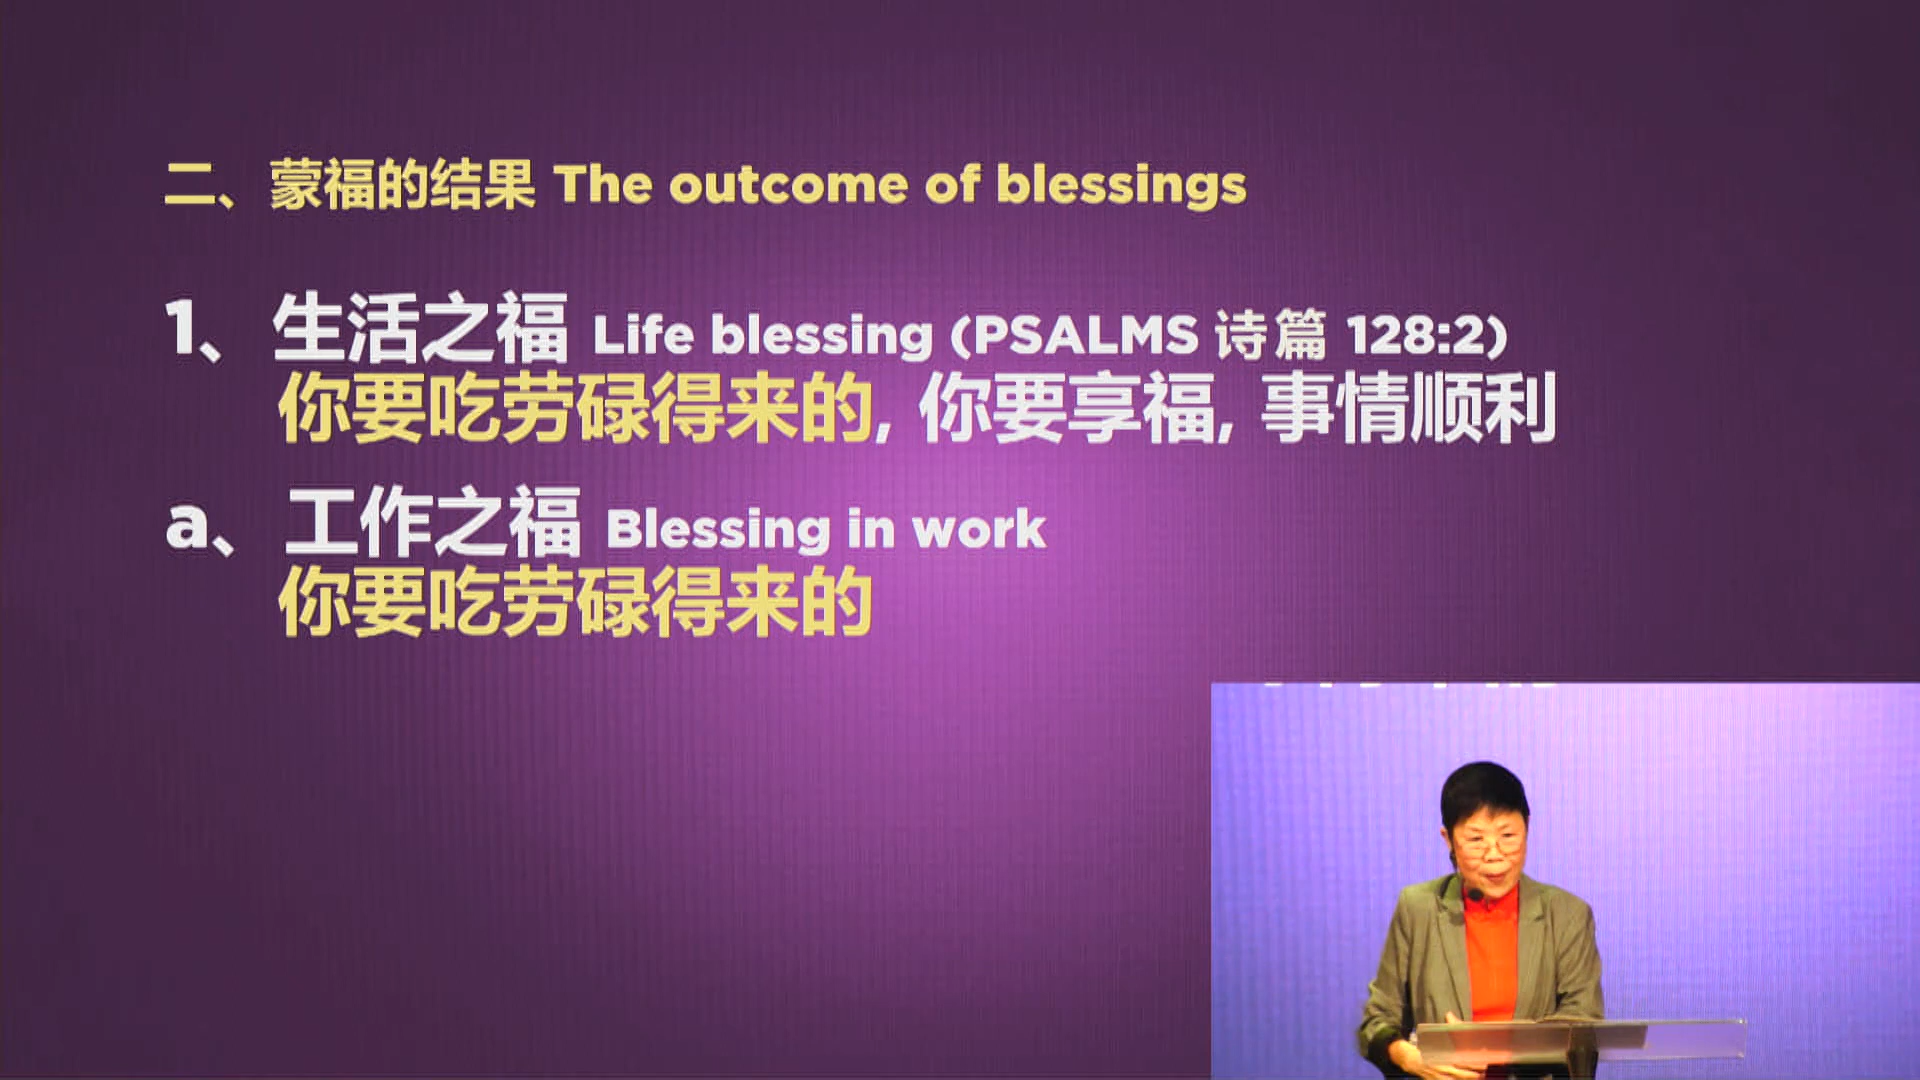 二、蒙福的结果 The outcome of blessings
1、生活之福 Life blessing (PSALMS 诗篇 128:2)
你要吃劳碌得来的, 你要享福, 事情顺利
a、工作之福 Blessing in work
你要吃劳碌得来的